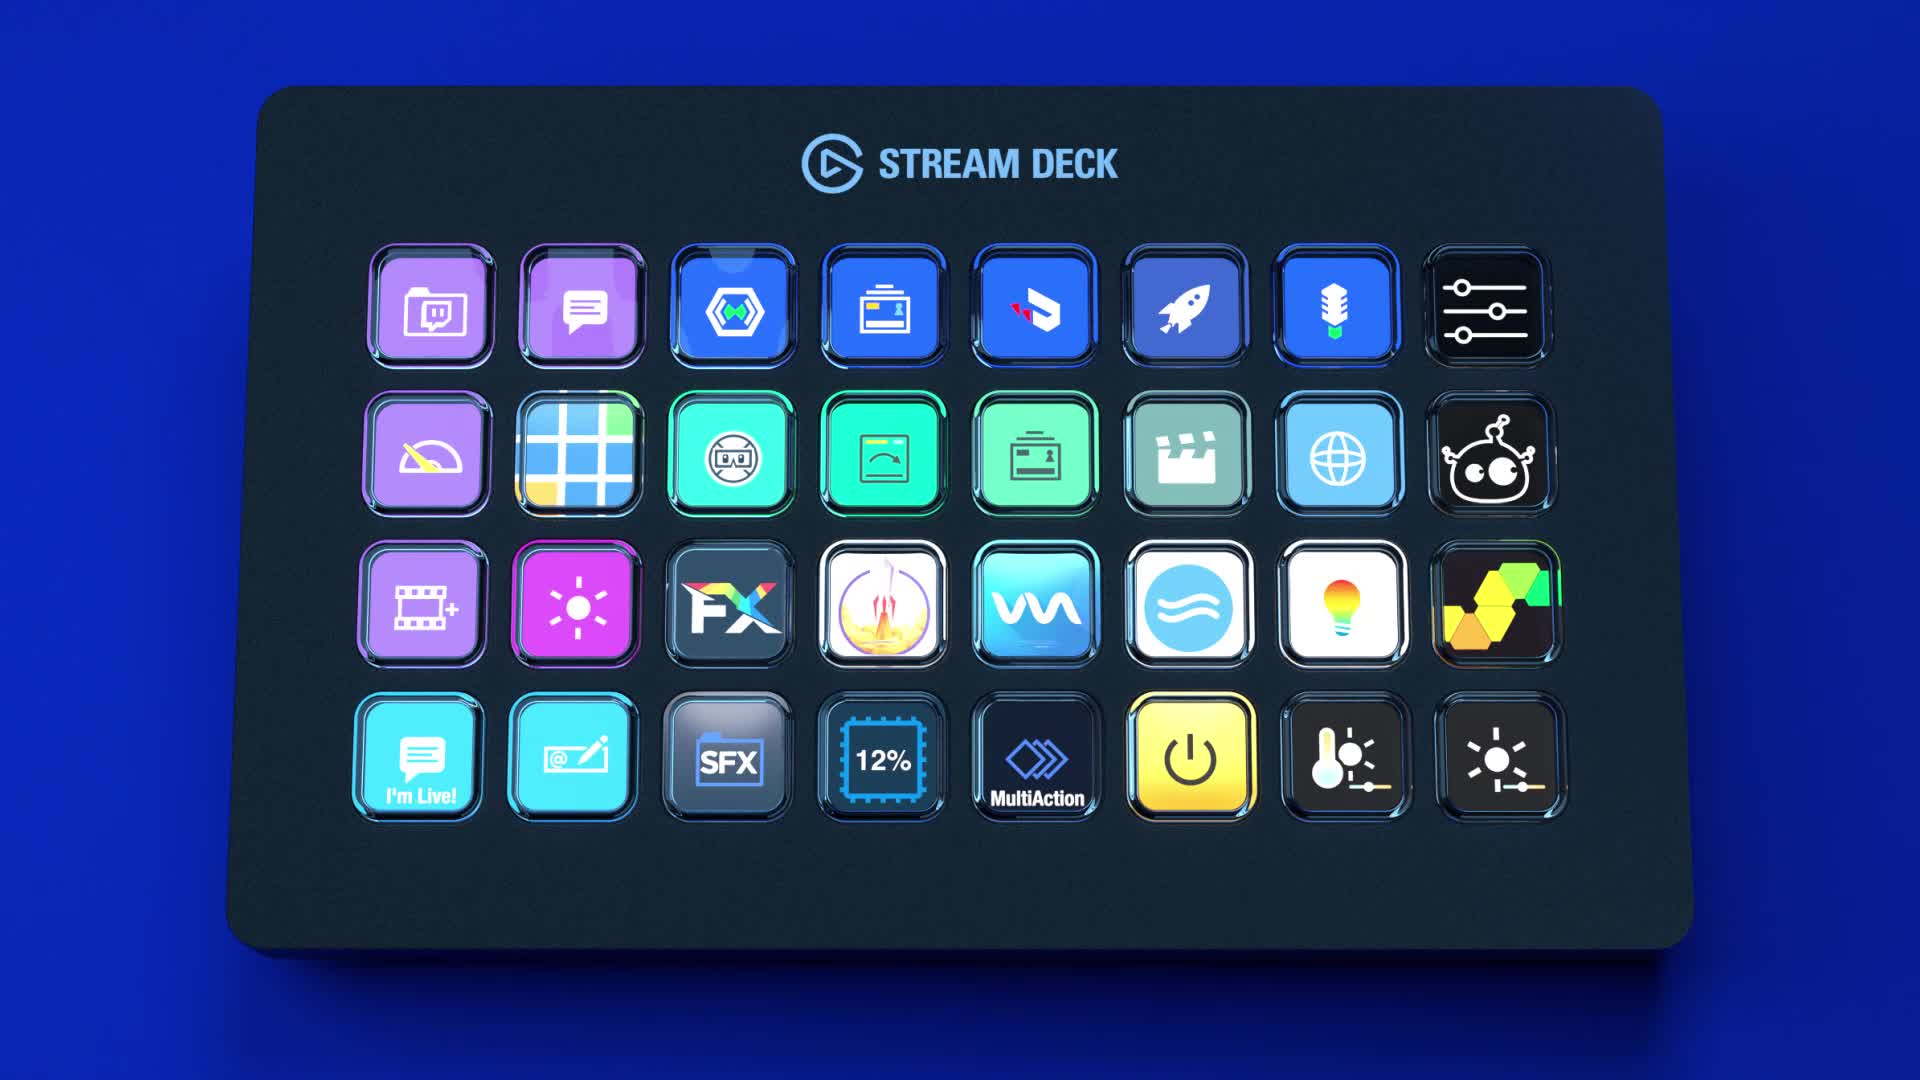 STREAM DECK
FX
I'm Live!
@
SFX
12%
MultiAction